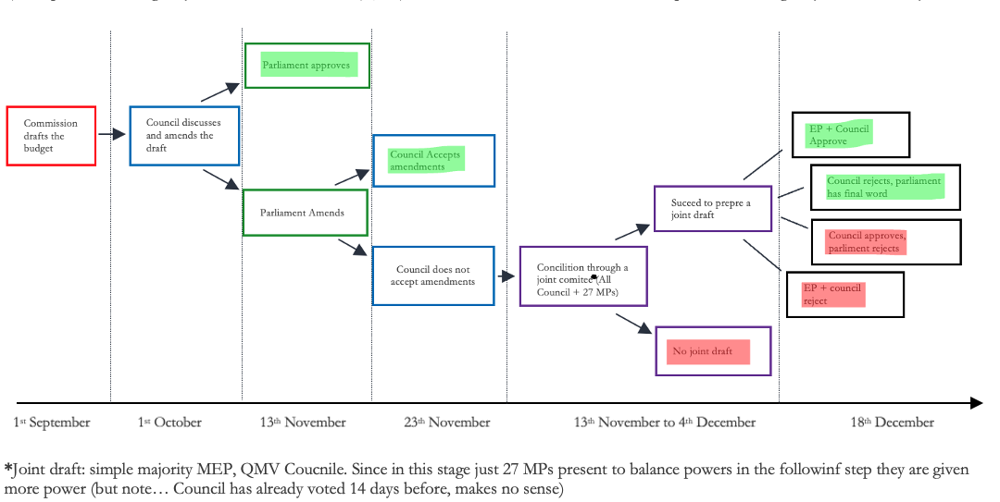 Parliament approves
Commission
drafts the
budget
Council discusses
and amends the
draft
Parliament Amends
Council Accepts
amendments
Council does not
accept amendments
Concilition through a
joint comitee (All
Council + 27 MPs)
Suceed to prepre a
joint draft
No joint draft
EP + Council
Approve
Council rejects, parliament
has final word
Council approves,
parliment rejects
EP + council
reject
1st September
1st October
13th November
23th November
13th November to 4th December
18th December
*Joint draft: simple majority MEP, QMV Coucnile. Since in this stage just 27 MPs present to balance powers in the followinf step they are given
more power (but note… Council has already voted 14 days before, makes no sense)